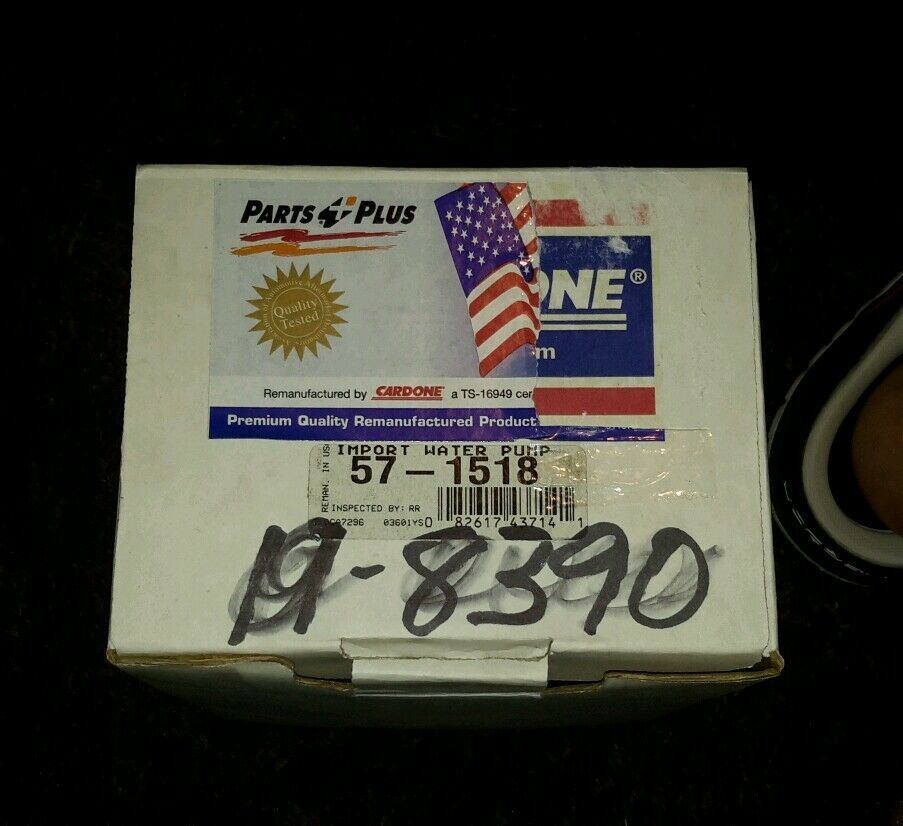 PARTS PLUS
ONE®
m
Quality
Tested
Remanufactured by CARDONE a TS-16949 cer
Premium Quality Remanufactured Product
IMPORT WATER PUMP
57-1518
REMAN. IN US
INSPECTED BY: RR
03601YS
0 82617 43714 1
19-8390